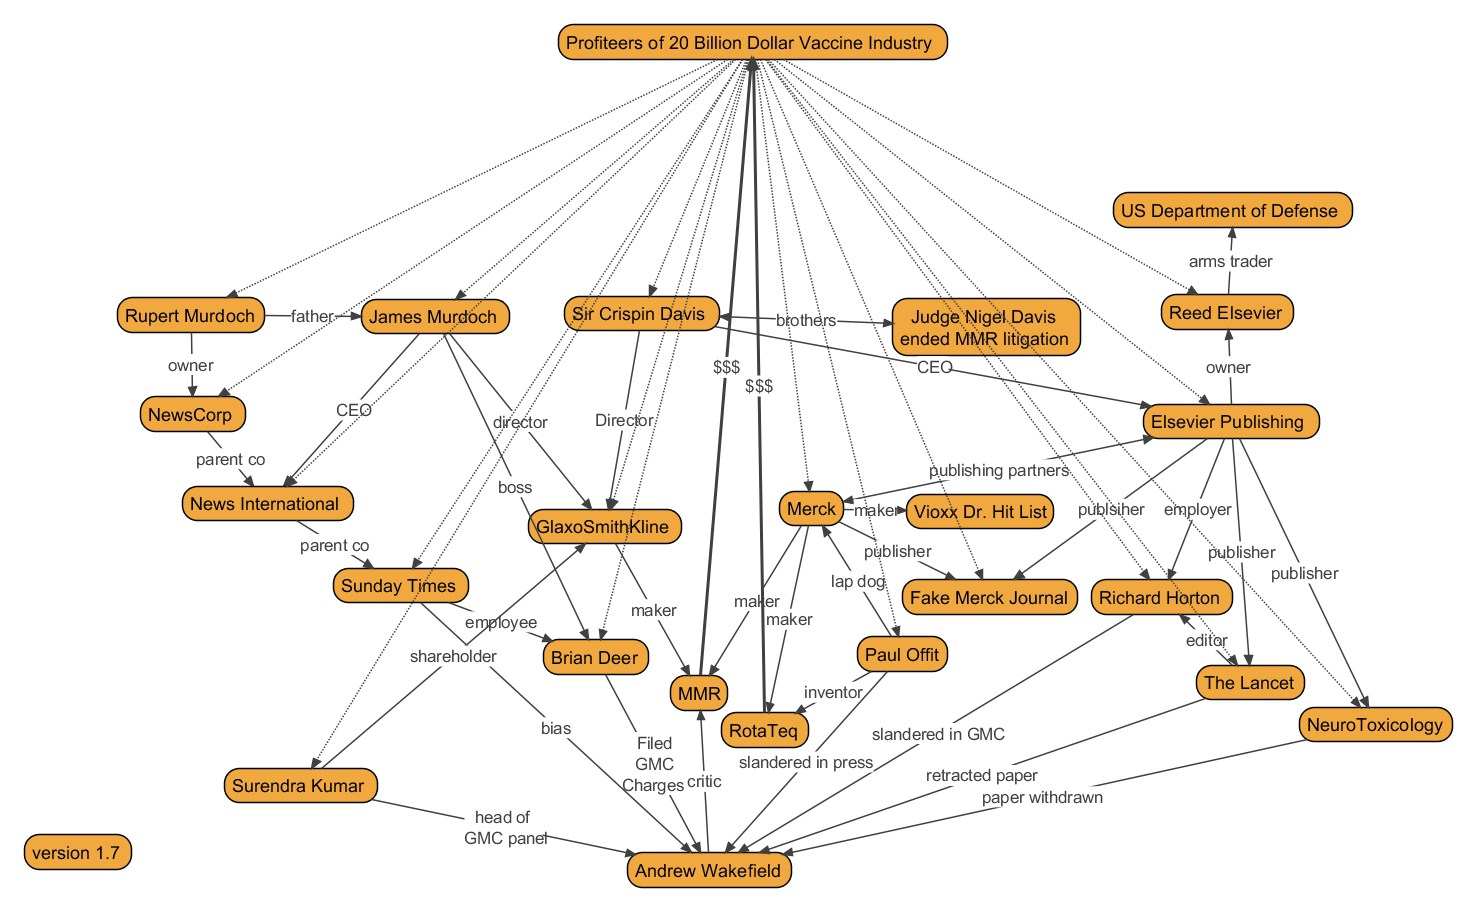 Profiteers of 20 Billion Dollar Vaccine Industry
US Department of Defense
arms trader
Rupert Murdoch
father
James Murdoch
Sir Crispin Davis
brothers
Judge Nigel Davis
ended MMR litigation
Reed Elsevier
owner
$$$
$$$
CEO
owner
NewsCorp
CEO
director
Director
Elsevier Publishing
parent co
publishing partners
News International
boss
GlaxoSmithKline
Merck
maker
Vioxx Dr. Hit List
publsiher
employer
parent co
publisher
publisher
publisher
Sunday Times
lap dog
Fake Merck Journal
Richard Horton
employee
maker
maker
maker
editor
shareholder
Brian Deer
Paul Offit
The Lancet
MMR
inventor
NeuroToxicology
bias
RotaTeq
slandered in GMC
Filed
GMC
Charges
critic
slandered in press
Surendra Kumar
retracted paper
paper withdrawn
head of
GMC panel
version 1.7
Andrew Wakefield